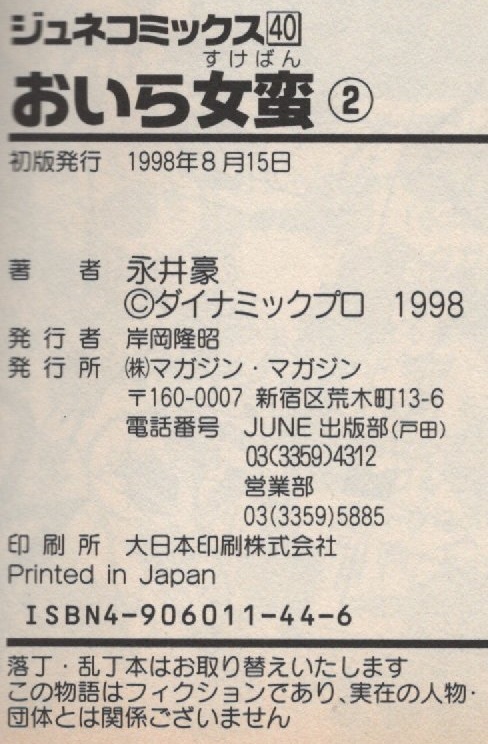 ジュネコミックス40
すけばん
おいら女蛮②
初版発行 1998年8月15日
著者 永井豪
©ダイナミックプロ 1998
発行者 岸岡隆昭
発行所 ㈱マガジン・マガジン
〒160-0007 新宿区荒木町13-6
電話番号 JUNE出版部(戸田)
03(3359)4312
営業部
03(3359)5885
印刷所 大日本印刷株式会社
Printed in Japan
ISBN4-906011-44-6
落丁・乱丁本はお取り替えいたします
この物語はフィクションであり、実在の人物・
団体とは関係ございません